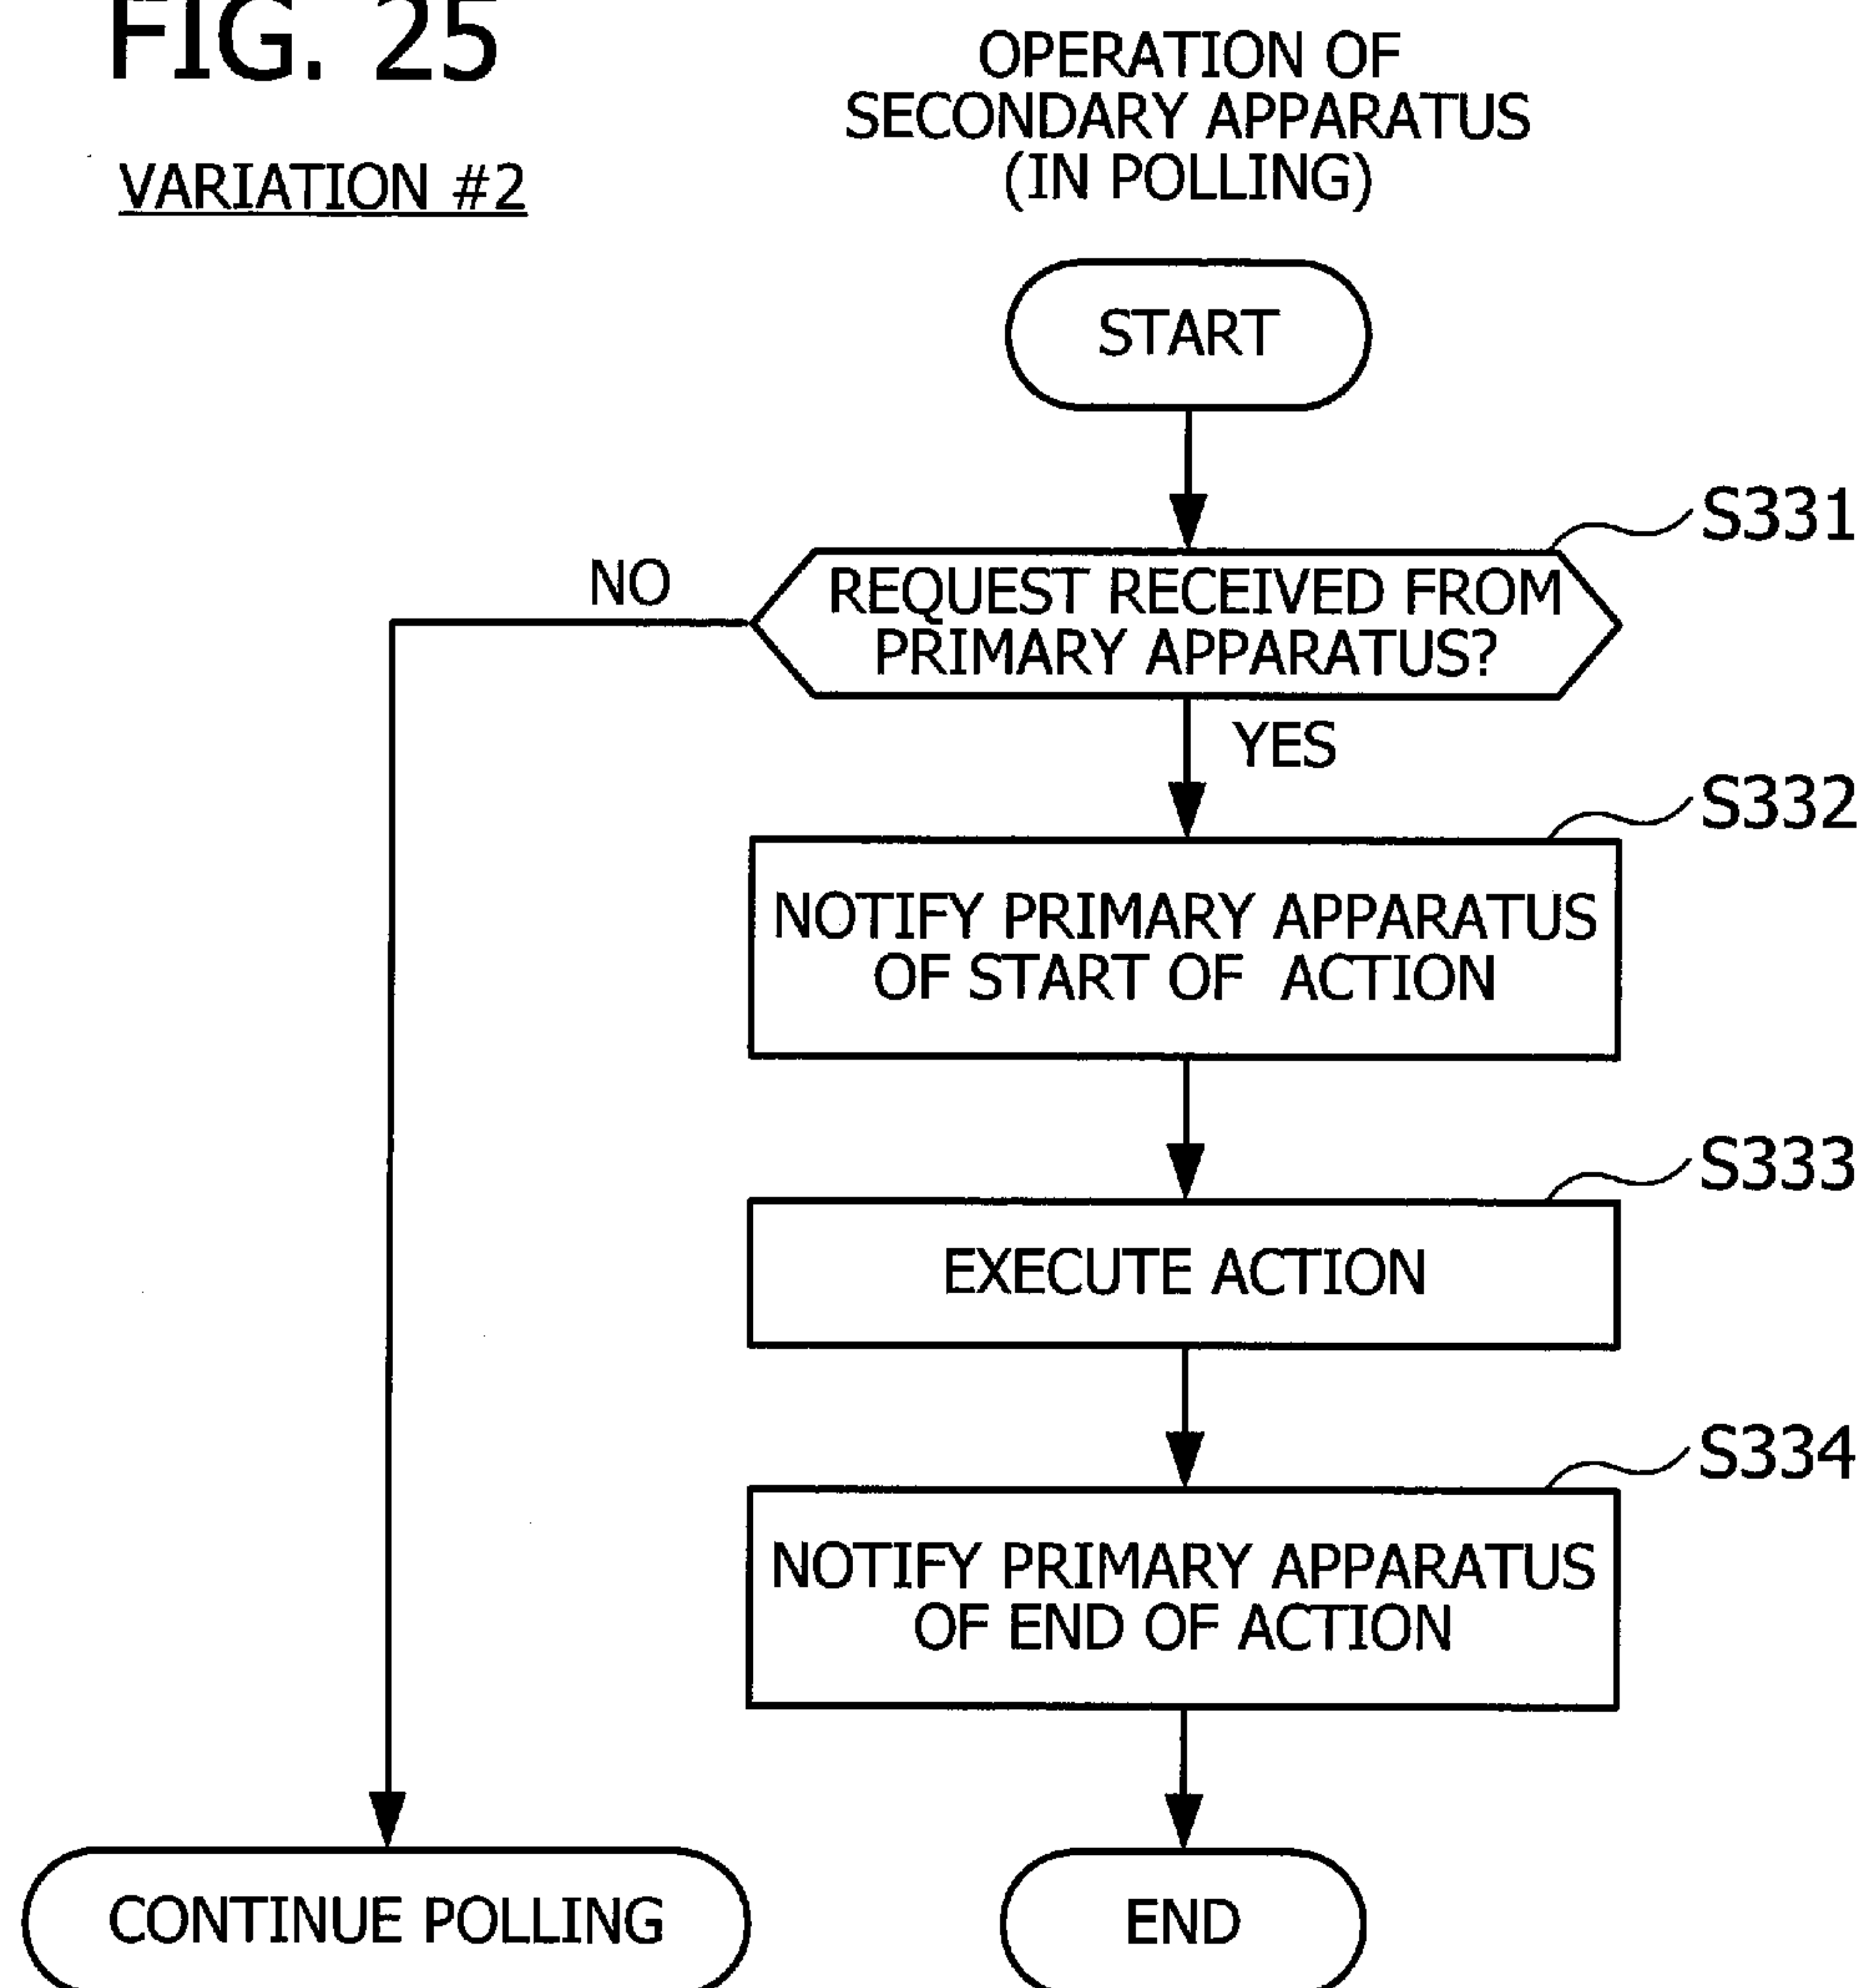 FIG. 25
VARIATION #2
OPERATION OF
SECONDARY APPARATUS
(IN POLLING)
START
S331
REQUEST RECEIVED FROM
PRIMARY APPARATUS?
NO
YES
S332
NOTIFY PRIMARY APPARATUS
OF START OF ACTION
S333
EXECUTE ACTION
S334
NOTIFY PRIMARY APPARATUS
OF END OF ACTION
CONTINUE POLLING
END